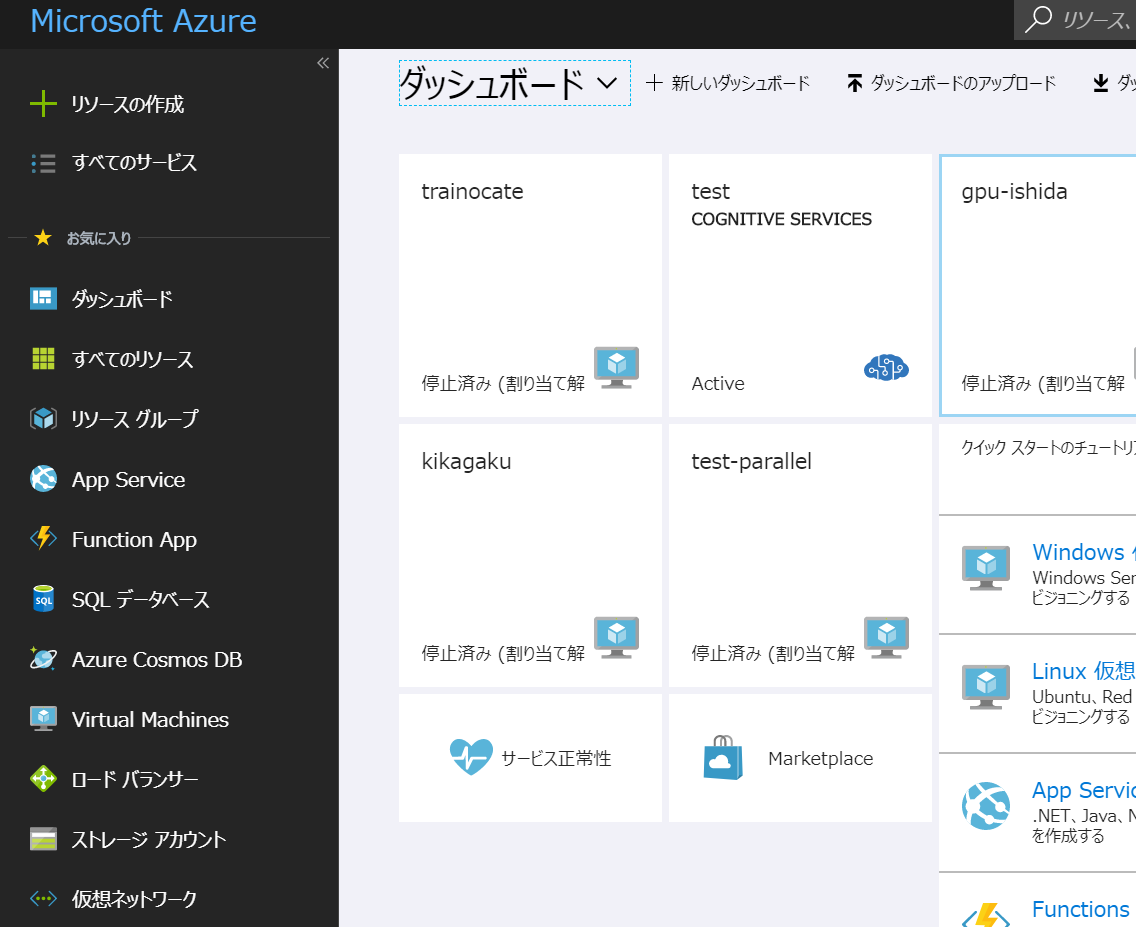 Microsoft Azure
リソース、
«
リソースの作成
すべてのサービス
お気に入り
ダッシュボード
すべてのリソース
リソース グループ
App Service
Function App
SQL データベース
Azure Cosmos DB
Virtual Machines
ロード バランサー
ストレージ アカウント
仮想ネットワーク
ダッシュボード
新しいダッシュボード
ダッシュボードのアップロード
trainocate
停止済み (割り当て解
test
COGNITIVE SERVICES
Active
gpu-ishida
停止済み (割り当て解
kikagaku
停止済み (割り当て解
test-parallel
停止済み (割り当て解
サービス正常性
Marketplace
クイック スタートのチュートリ
Windows
Windows Ser
ビジョニングする
Linux 仮想
Ubuntu、Red
ビジョニングする
App Servic
.NET、Java、N
を作成する
Functions
SQL